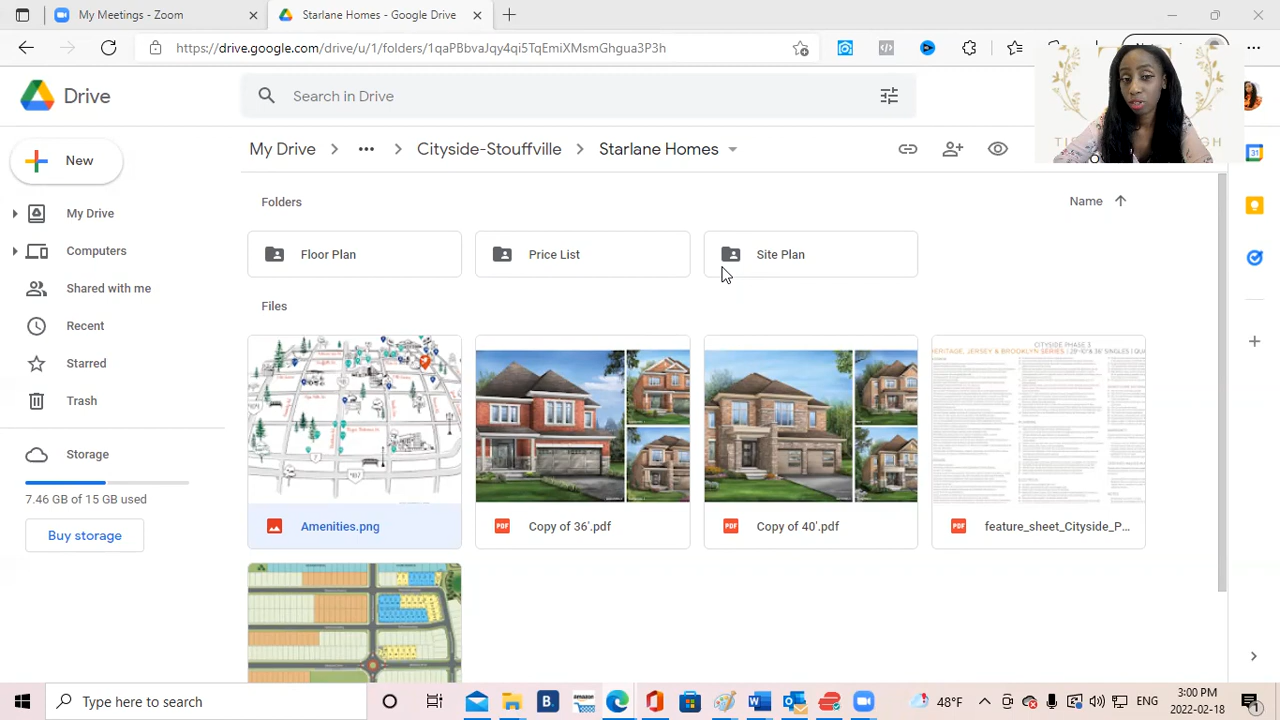 My Meetings - Zoom
Starlane Homes - Google Drive
https://drive.google.com/drive/u/1/folders/1qaPBbvaJqy4Qi5TqEmiXMsmGhgua3P3h
Drive
Search in Drive
New
My Drive
Cityside-Stouffville
Starlane Homes
My Drive
Computers
Shared with me
Recent
Starred
Trash
Storage
7.46 GB of 15 GB used
Buy storage
Folders
Name
Floor Plan
Price List
Site Plan
Files
CITYSIDE PHASE 3
Amenities.png
Copy of 36'.pdf
Copy of 40'.pdf
feature_sheet_Cityside_P...
Type here to search
48°F
ENG
3:00 PM
2022-02-18